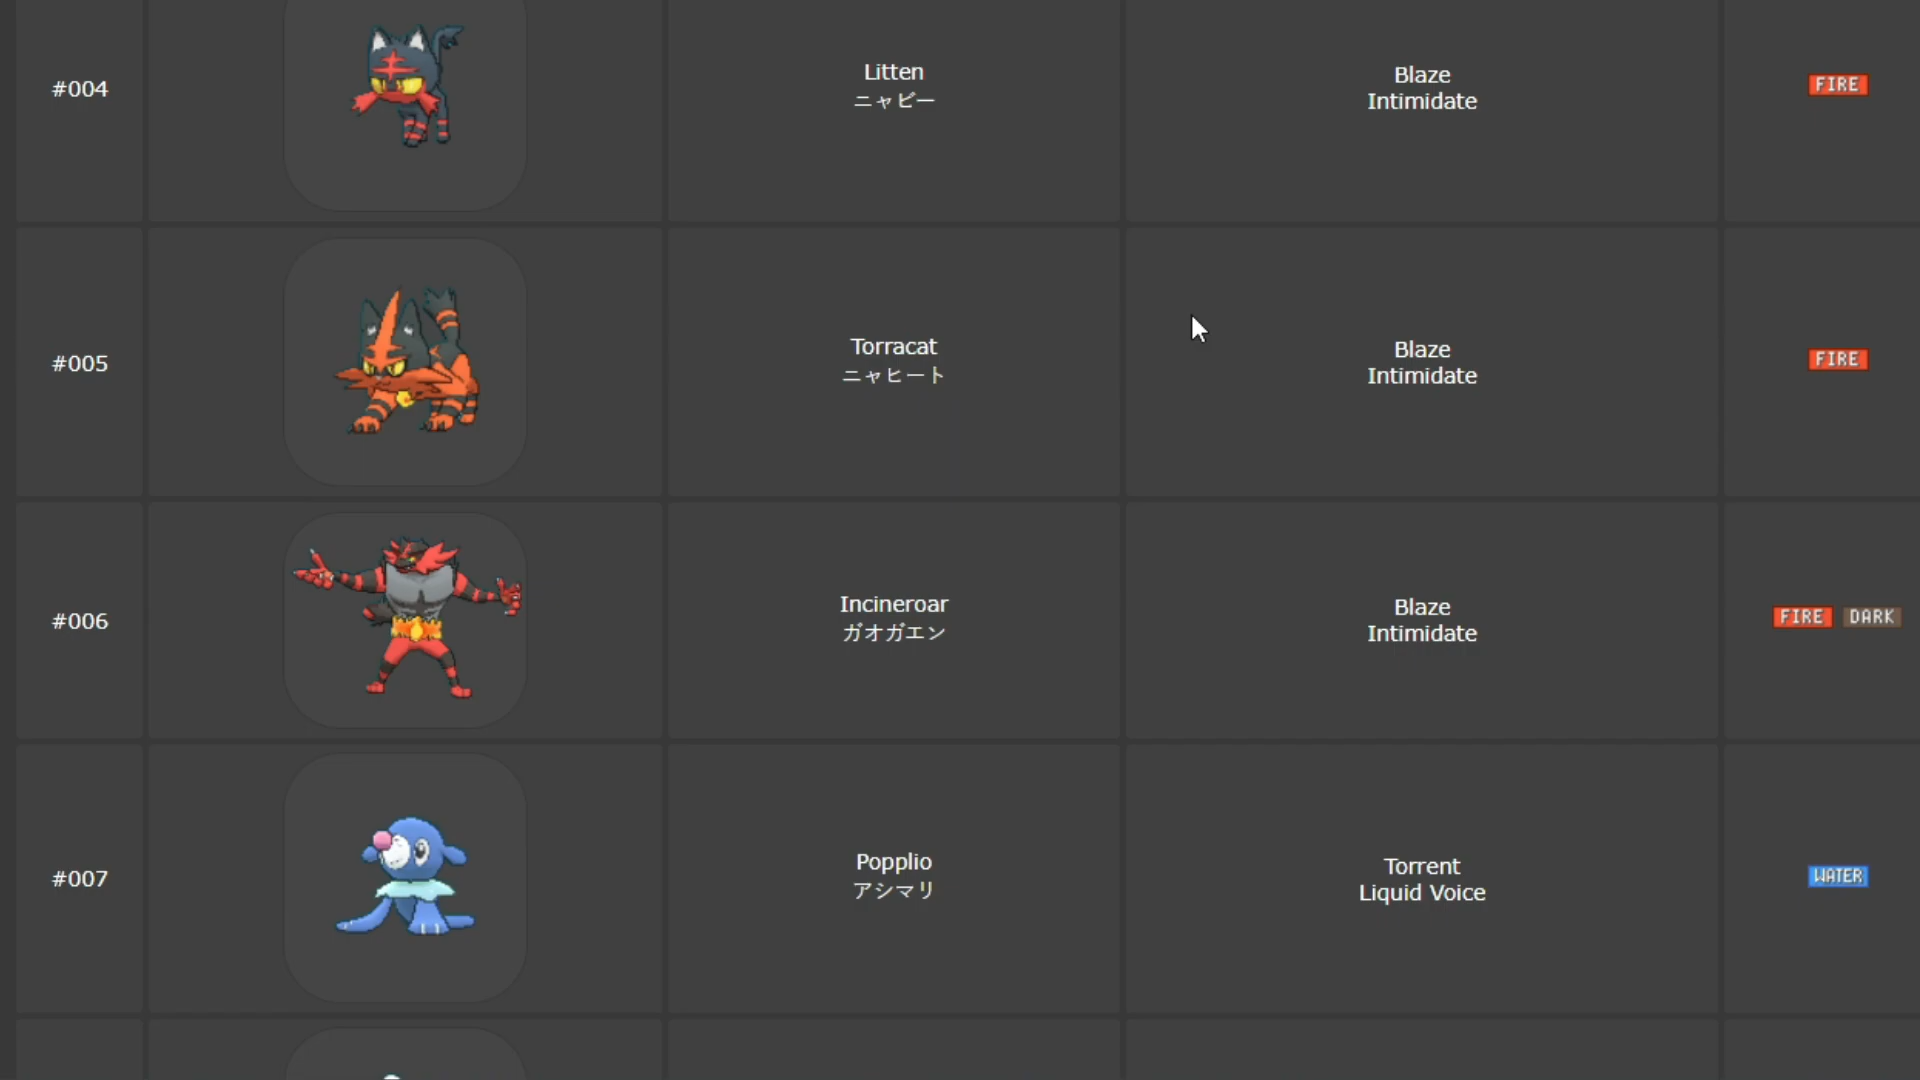 #004
Litten
ニャビー
Blaze
Intimidate
FIRE
#005
Torracat
ニャヒート
Blaze
Intimidate
FIRE
#006
Incineroar
ガオガエン
Blaze
Intimidate
FIRE DARK
#007
Popplio
アシマリ
Torrent
Liquid Voice
WATER